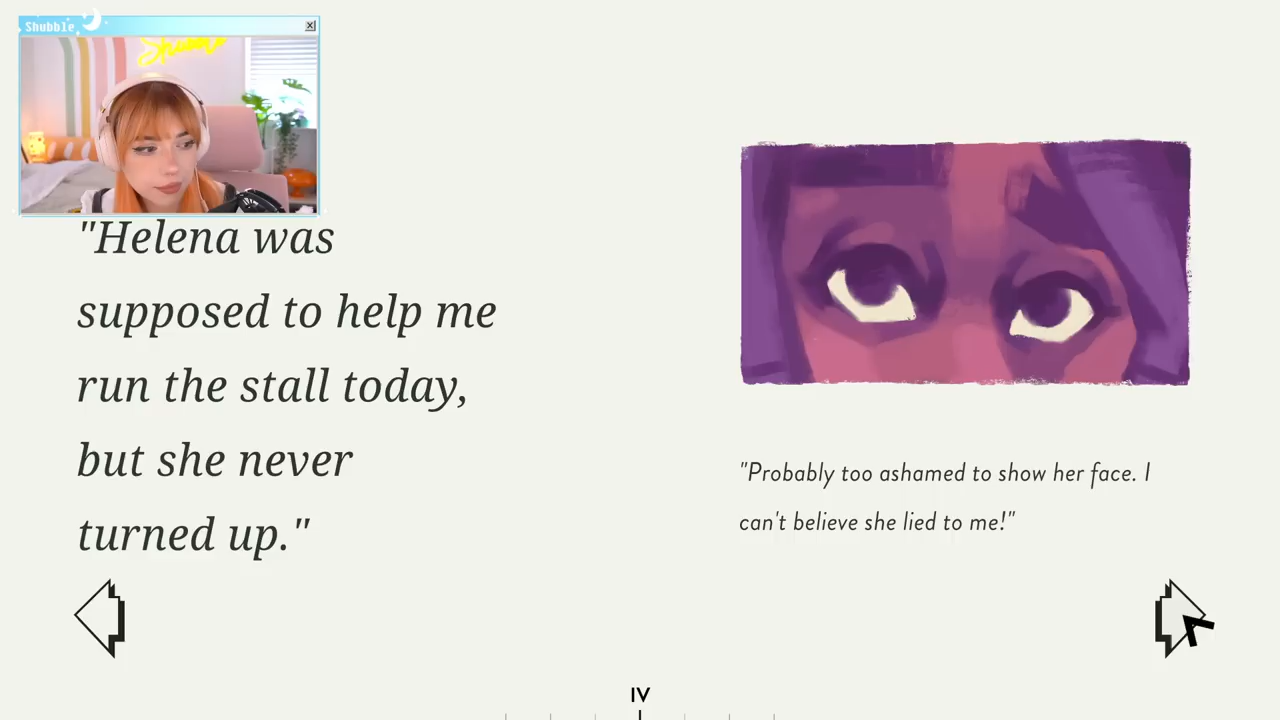 Shubble
Shubble
"Helena was
supposed to help me
run the stall today,
but she never
turned up."
"Probably too ashamed to show her face. I
can't believe she lied to me!"
IV